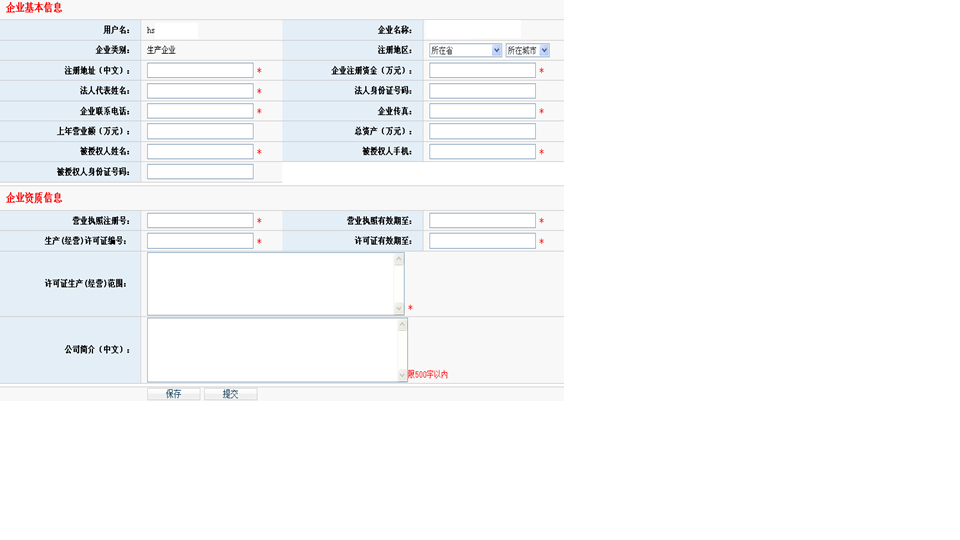 企业基本信息
用户名： hs 企业名称：
企业类别： 生产企业 注册地区： 所在省 所在城市
注册地址（中文）： * 企业注册资金（万元）： *
法人代表姓名： * 法人身份证号码：
企业联系电话： * 企业传真： *
上年营业额（万元）： 总资产（万元）：
被授权人姓名： * 被授权人手机： *
被授权人身份证号码：
企业资质信息
营业执照注册号： * 营业执照有效期至： *
生产(经营)许可证编号： * 许可证有效期至： *
许可证生产(经营)范围： *
公司简介（中文）： 限500字以内
保存 提交